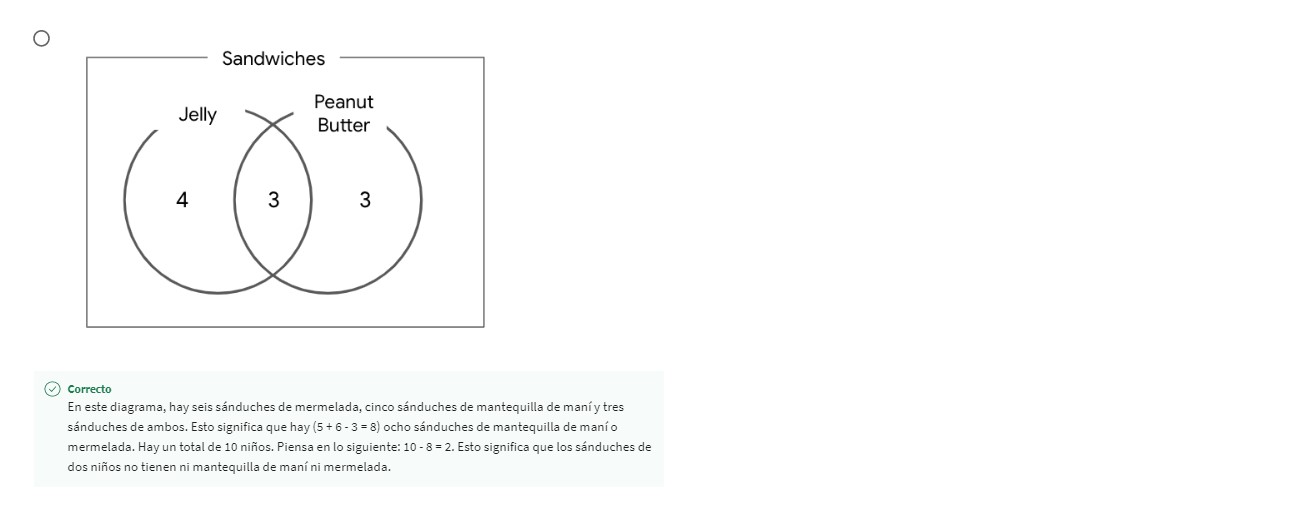 Sandwiches
Jelly
Peanut
Butter
4
3
3
Correcto
En este diagrama, hay seis sánduches de mermelada, cinco sánduches de mantequilla de maní y tres
sánduches de ambos. Esto significa que hay (5 + 6 - 3 = 8) ocho sánduches de mantequilla de maní o
mermelada. Hay un total de 10 niños. Piensa en lo siguiente: 10 - 8 = 2. Esto significa que los sánduches de
dos niños no tienen ni mantequilla de maní ni mermelada.